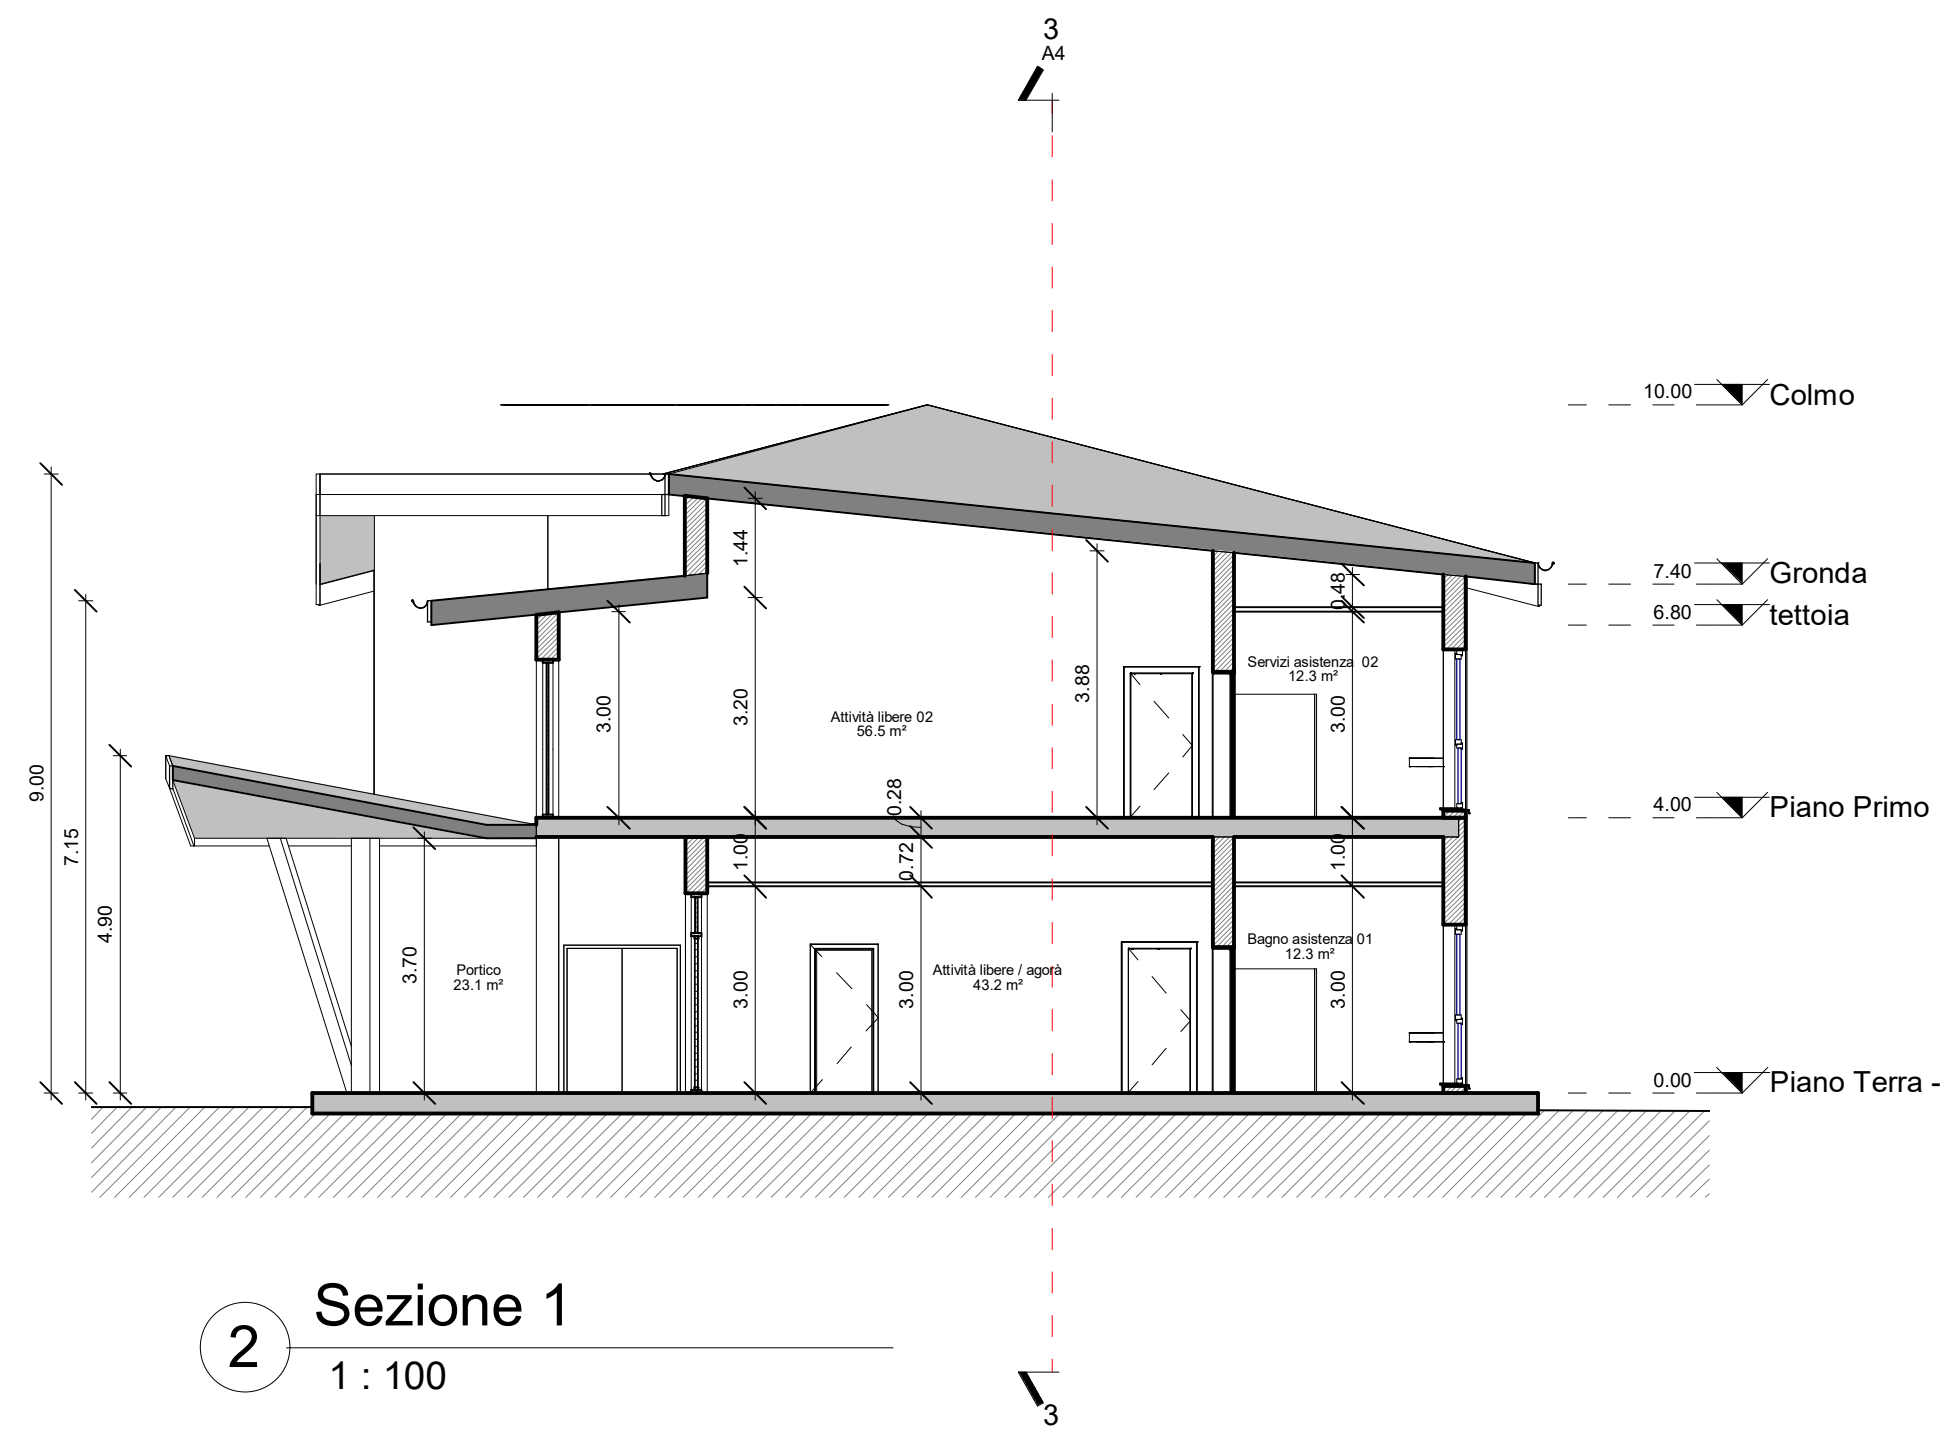 3
A4
10.00 Colmo
7.40 Gronda
6.80 tettoia
4.00 Piano Primo
0.00 Piano Terra -
9.00
7.15
4.90
3.70
3.00
1.44
3.20
3.88
0.48
3.00
0.28
1.00
0.72
1.00
3.00
3.00
3.00
Servizi asistenza 02
12.3 m²
Attività libere 02
56.5 m²
Bagno asistenza 01
12.3 m²
Portico
23.1 m²
Attività libere / agorà
43.2 m²
2
Sezione 1
1 : 100
3